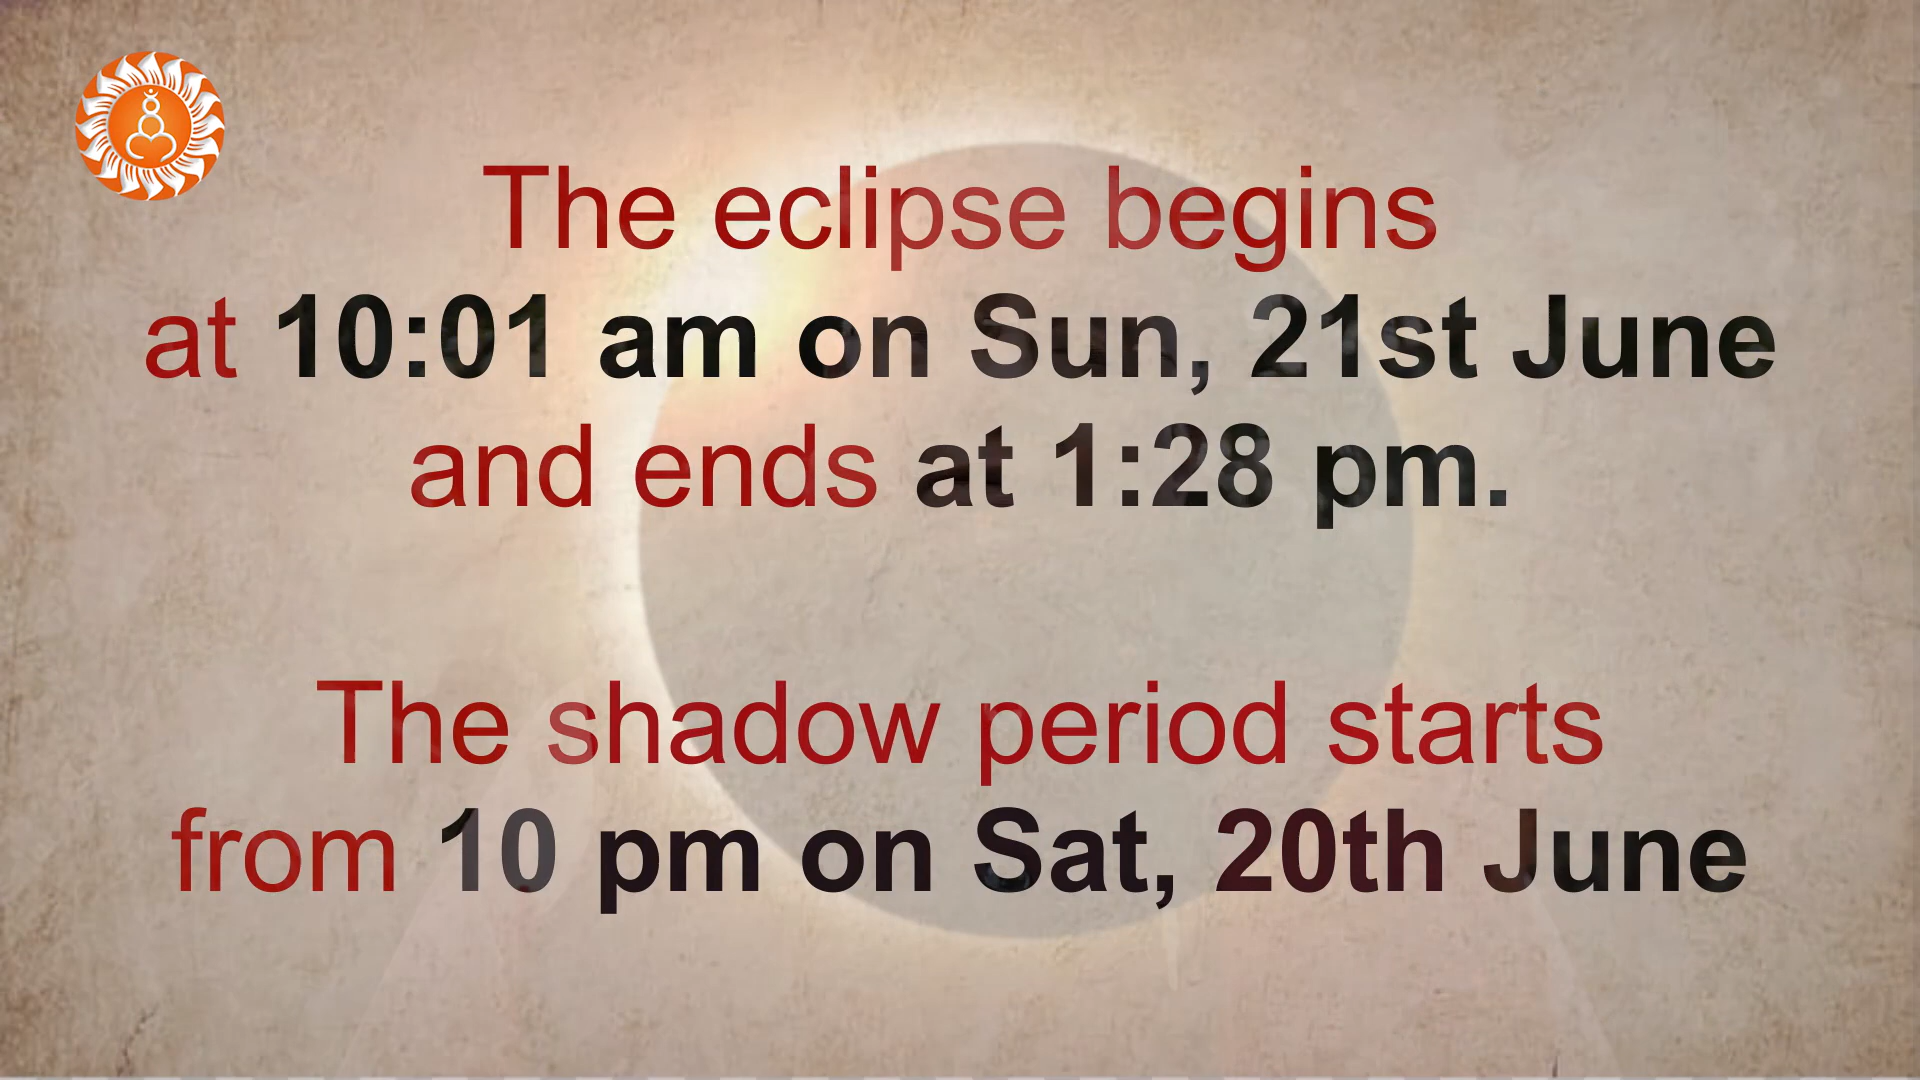 The eclipse begins
at 10:01 am on Sun, 21st June
and ends at 1:28 pm.
The shadow period starts
from 10 pm on Sat, 20th June